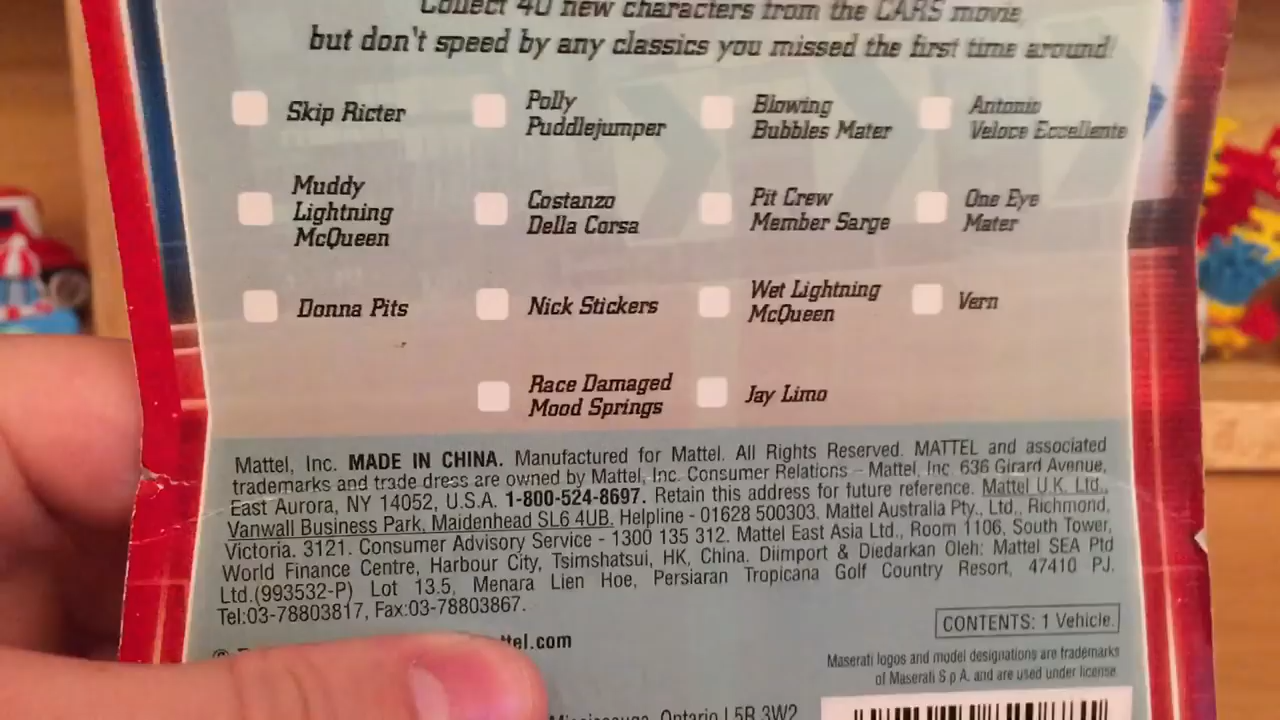 Collect 40 new characters from the CARS movie,
but don't speed by any classics you missed the first time around!
Skip Ricter
Polly
Puddlejumper
Blowing
Bubbles Mater
Antonio
Veloce Eccellente
Muddy
Lightning
McQueen
Costanzo
Della Corsa
Pit Crew
Member Sarge
One Eye
Mater
Donna Pits
Nick Stickers
Wet Lightning
McQueen
Vern
Race Damaged
Mood Springs
Jay Limo
Mattel, Inc. MADE IN CHINA. Manufactured for Mattel. All Rights Reserved. MATTEL and associated
trademarks and trade dress are owned by Mattel, Inc. Consumer Relations – Mattel, Inc. 636 Girard Avenue,
East Aurora, NY 14052, U.S.A. 1-800-524-8697. Retain this address for future reference. Mattel U.K. Ltd.,
Vanwall Business Park, Maidenhead SL6 4UB. Helpline - 01628 500303. Mattel Australia Pty., Ltd., Richmond,
Victoria. 3121. Consumer Advisory Service - 1300 135 312. Mattel East Asia Ltd., Room 1106, South Tower,
World Finance Centre, Harbour City, Tsimshatsui, HK, China. Diimport & Diedarkan Oleh: Mattel SEA Ptd
Ltd.(993532-P) Lot 13.5, Menara Lien Hoe, Persiaran Tropicana Golf Country Resort, 47410 PJ.
Tel:03-78803817, Fax:03-78803867.
ttel.com
CONTENTS: 1 Vehicle.
Maserati logos and model designations are trademarks
of Maserati S.p.A. and are used under license.
Mississauga, Ontario L5R 3W2